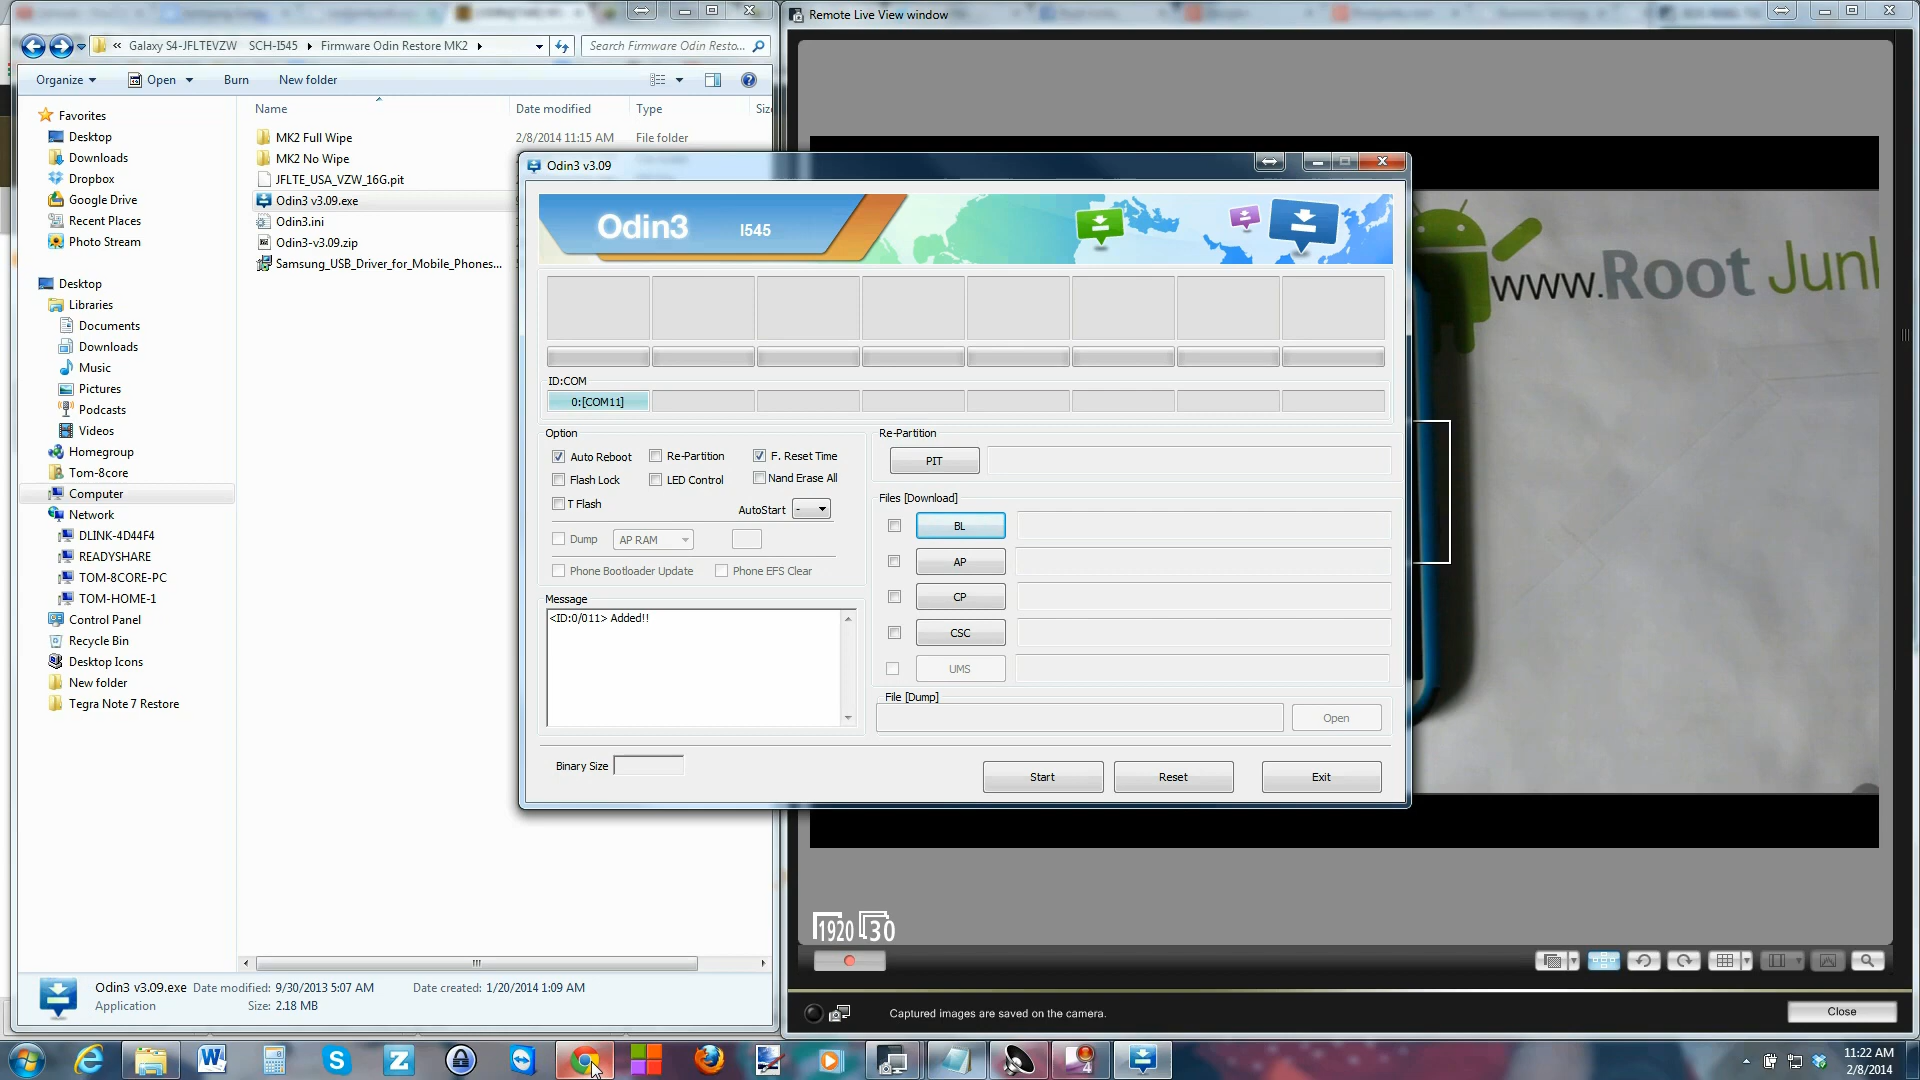 Remote Live View window
« Galaxy S4-JFLTEVZW SCH-I545 Firmware Odin Restore MK2
Search Firmware Odin Resto...
Organize Open Burn New folder
Name Date modified Type Siz
Favorites
Desktop
Downloads
Dropbox
Google Drive
Recent Places
Photo Stream
Desktop
Libraries
Documents
Downloads
Music
Pictures
Podcasts
Videos
Homegroup
Tom-8core
Computer
Network
DLINK-4D44F4
READYSHARE
TOM-8CORE-PC
TOM-HOME-1
Control Panel
Recycle Bin
Desktop Icons
New folder
Tegra Note 7 Restore
MK2 Full Wipe 2/8/2014 11:15 AM File folder
MK2 No Wipe
JFLTE_USA_VZW_16G.pit
Odin3 v3.09.exe
Odin3.ini
Odin3-v3.09.zip
Samsung_USB_Driver_for_Mobile_Phones...
Odin3 v3.09
Odin3 I545
ID:COM
0:[COM11]
Option
Auto Reboot Re-Partition F. Reset Time
Flash Lock LED Control Nand Erase All
T Flash AutoStart -
Dump AP RAM
Phone Bootloader Update Phone EFS Clear
Message
<ID:0/011> Added!!
Re-Partition
PIT
Files [Download]
BL
AP
CP
CSC
UMS
File [Dump]
Open
Binary Size
Start Reset Exit
www.Root Junk
1920 30
Captured images are saved on the camera.
Close
Odin3 v3.09.exe Date modified: 9/30/2013 5:07 AM Date created: 1/20/2014 1:09 AM
Application Size: 2.18 MB
11:22 AM
2/8/2014